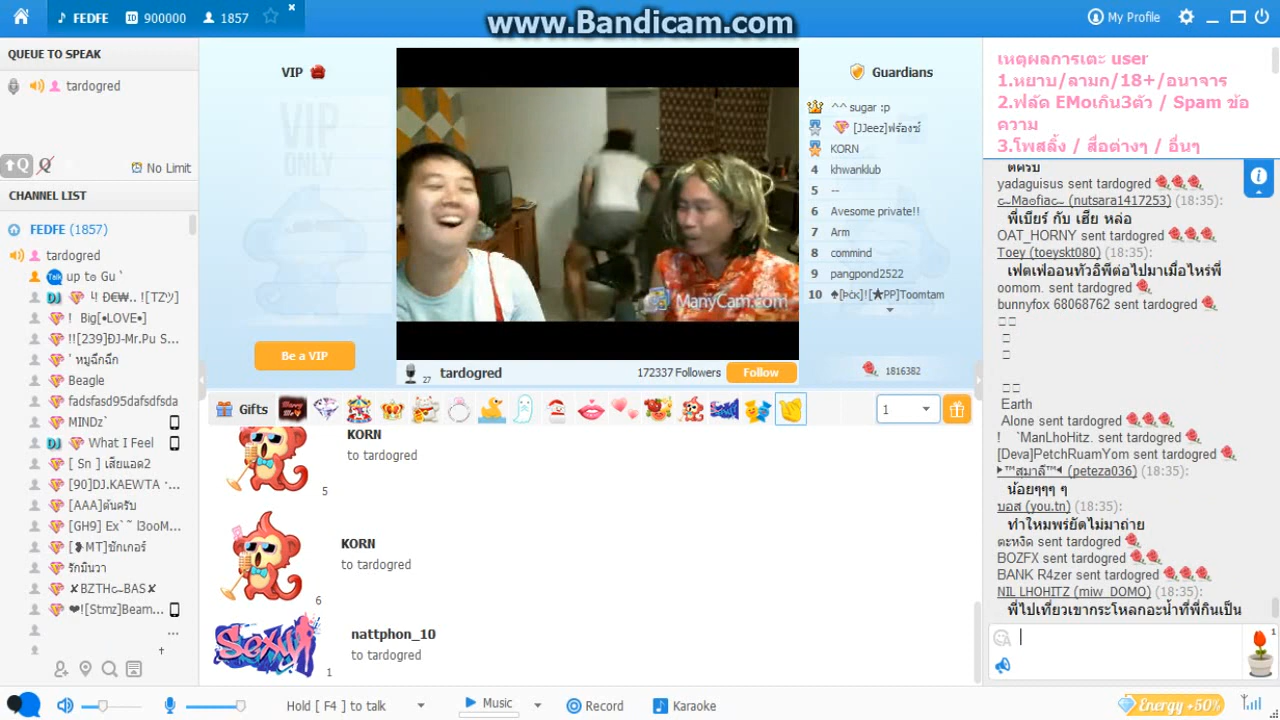 FEDFE
ID 900000
1857
www.Bandicam.com
My Profile
QUEUE TO SPEAK
tardogred
No Limit
CHANNEL LIST
FEDFE (1857)
tardogred
up to Gu `
! Big[•LOVE•]
!![239]ĐJ-Mr.Pu S...
' หมูฉึกฉึก
Beagle
fadsfasd95dafsdfsda
MINDz`
DJ What I Feel
[ Sn ] เสียแอด2
[90]DJ.KAEWTA ·...
[AAA]ต้นครับ
[GH9] Ex`~ l3ooM...
รักมินวา
✘BZTHc~BAS✘
❤![Stmz]Beam...
...
VIP
VIP
ONLY
Be a VIP
ManyCam.com
27 tardogred
172337 Followers
Follow
Guardians
^^ sugar :p
[JJeez]ฟร้องซ์
KORN
4 khwanklub
5 --
6 Avesome private!!
7 Arm
8 commind
9 pangpond2522
10
1816382
Gifts
1
KORN
to tardogred
5
KORN
to tardogred
6
Sexy!
nattphon_10
to tardogred
1
เหตุผลการเตะ user
1.หยาบ/ลามก/18+/อนาจาร
2.ฟลัด EMoเกิน3ตัว / Spam ข้อ
ความ
3.โพสลิ้ง / สื่อต่างๆ / อื่นๆ
yadaguisus sent tardogred
(nutsara1417253) (18:35):
พี่เบียร์ กับ เฮีย หล่อ
OAT_HORNY sent tardogred
Toey (toeyskt080) (18:35):
เฟดเฟ่ออนทัวอีพีต่อไปมาเมื่อไหร่พี่
oomom. sent tardogred
bunnyfox 68068762 sent tardogred
Earth
Alone sent tardogred
! `ManLhoHitz. sent tardogred
[Deva]PetchRuamYom sent tardogred
(peteza036) (18:35):
น้อยๆๆๆ ๆ
บอส (you.tn) (18:35):
ทำใหมพร่ยัดไม่มาถ่าย
ตะหงิด sent tardogred
BOZFX sent tardogred
BANK R4zer sent tardogred
NIL LHOHITZ (miw_DOMO) (18:35):
พี่ไปเที่ยวเขากระโหลกอะน้ำที่พี่กินเป็น
1
Hold [ F4 ] to talk
Music
Record
Karaoke
Energy +50%